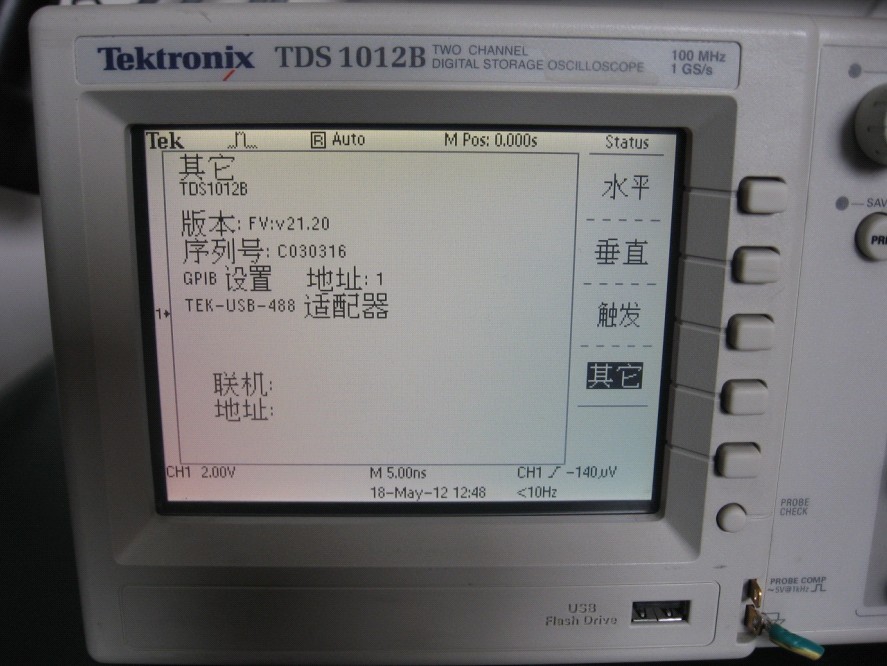 Tektronix TDS 1012B TWO CHANNEL DIGITAL STORAGE OSCILLOSCOPE 100 MHz 1 GS/s
Tek R Auto M Pos: 0.000s Status
其它
TDS1012B
版本: FV:v21.20
序列号: C030316
GPIB 设置 地址: 1
TEK-USB-488 适配器
1
联机:
地址:
水平
垂直
触发
其它
CH1 2.00V M 5.00ns CH1 -140µV
18-May-12 12:48 <10Hz
PROBE CHECK
PROBE COMP
~5V@1kHz
USB
Flash Drive